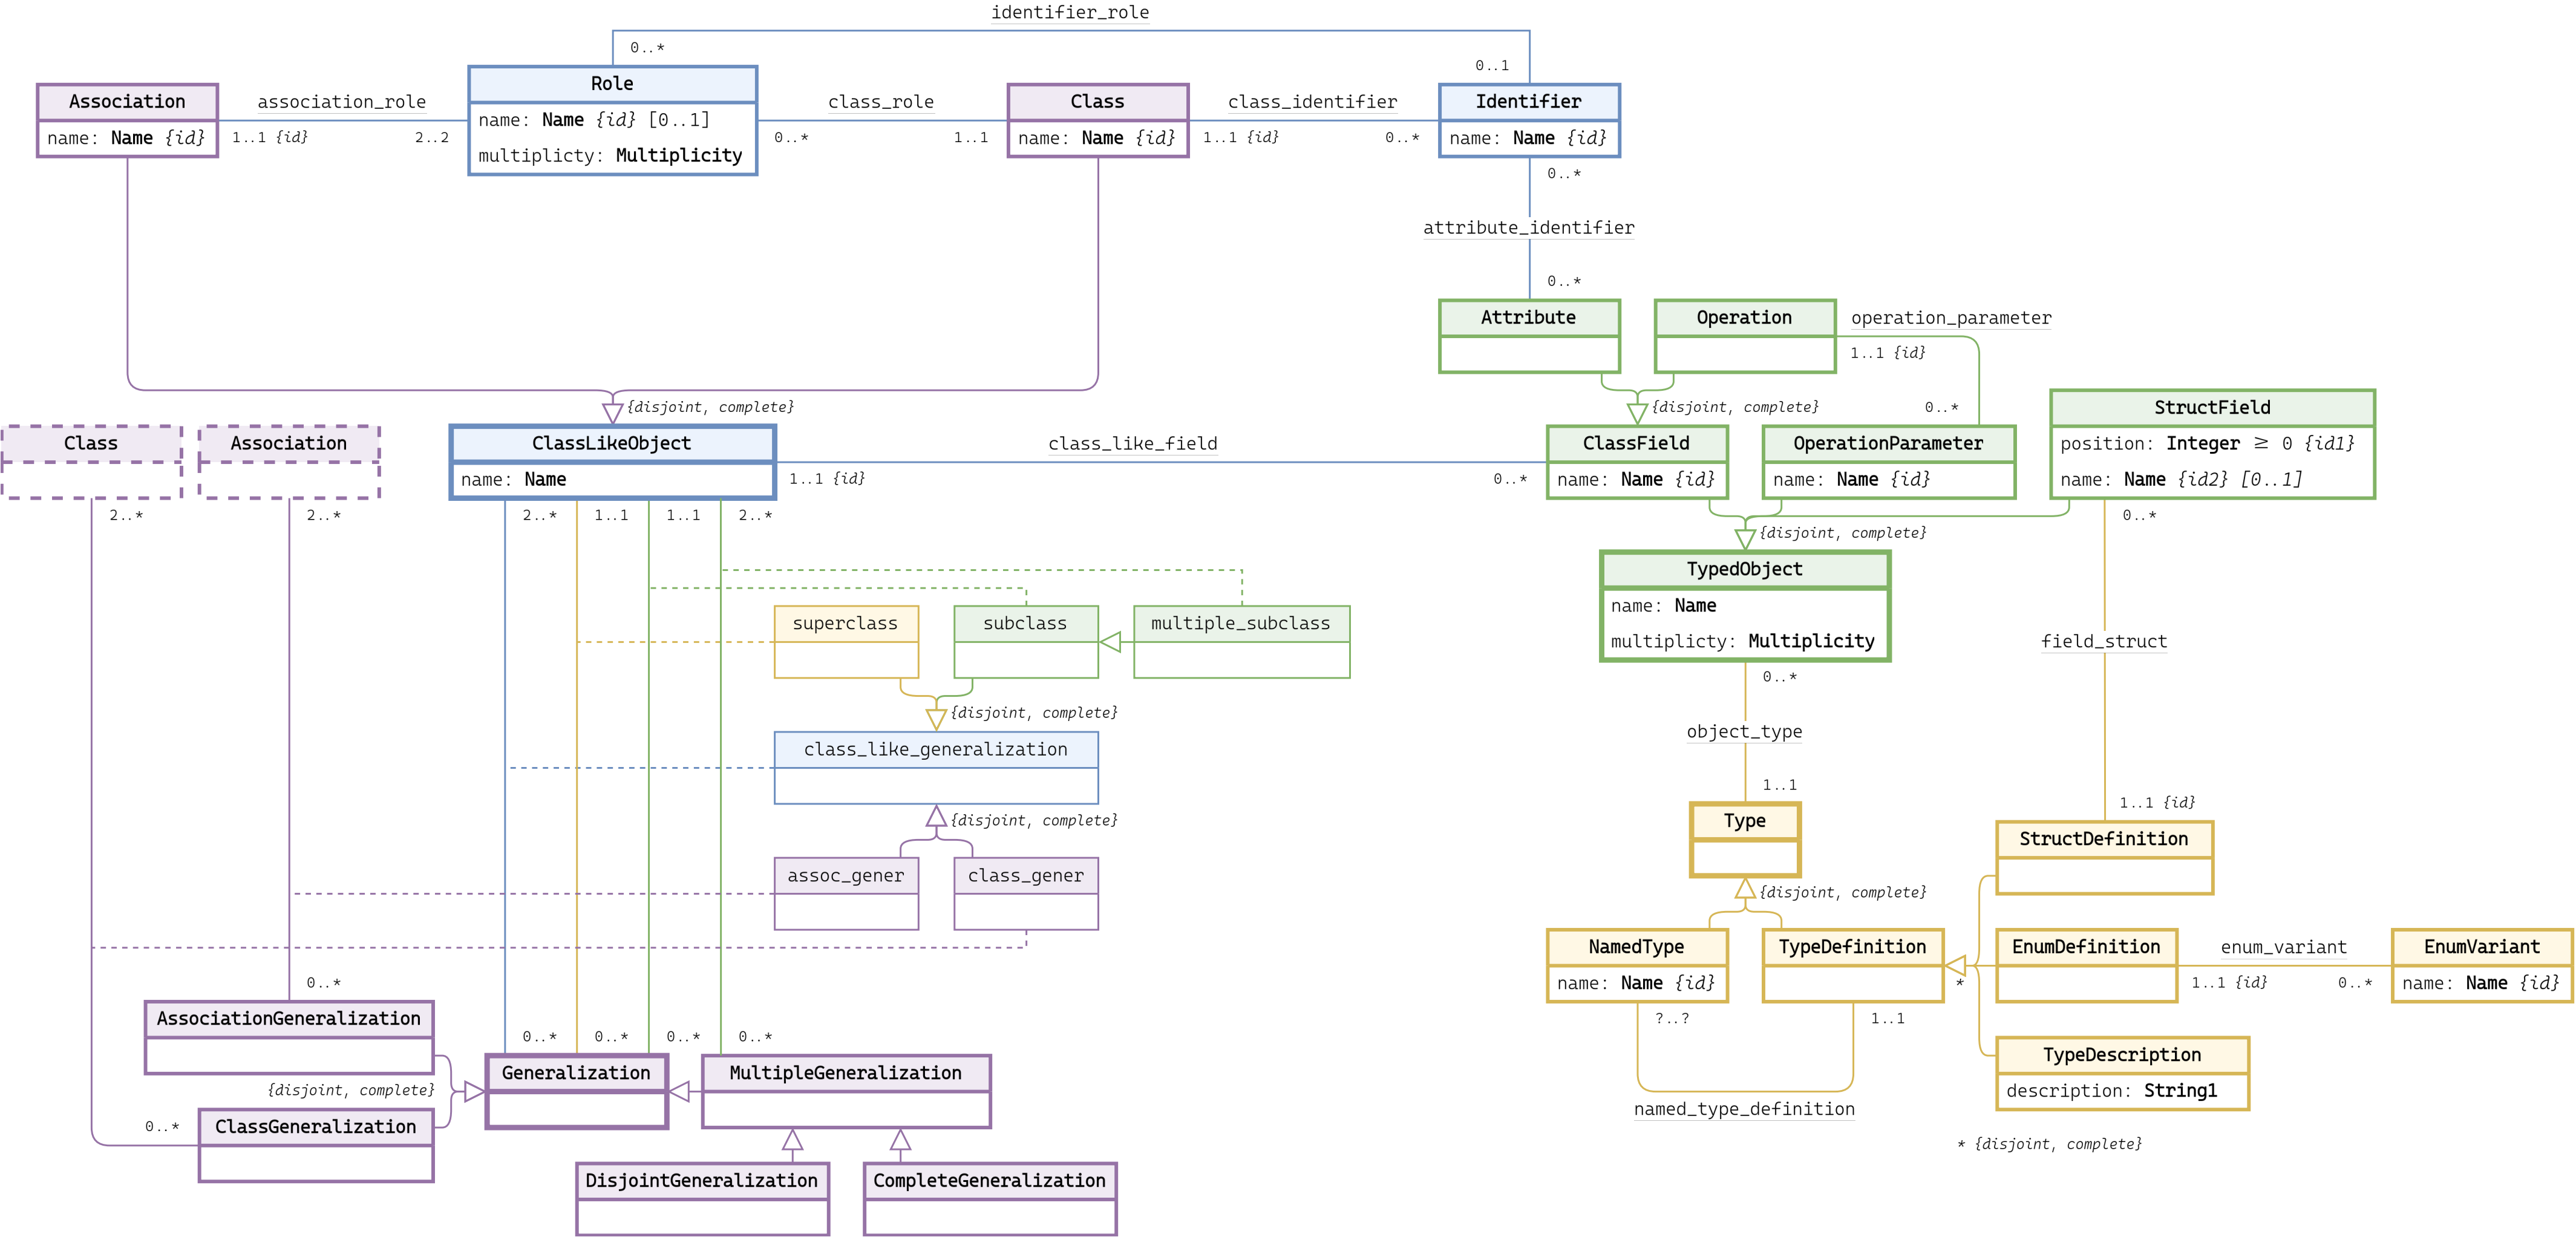 identifier_role
0..*
0..1
Association
name: Name {id}
association_role
1..1 {id}
2..2
Role
name: Name {id} [0..1]
multiplicty: Multiplicity
class_role
0..*
1..1
Class
name: Name {id}
class_identifier
1..1 {id}
0..*
Identifier
name: Name {id}
0..*
attribute_identifier
0..*
Attribute
Operation
operation_parameter
1..1 {id}
0..*
{disjoint, complete}
{disjoint, complete}
Class
Association
ClassLikeObject
name: Name
class_like_field
1..1 {id}
0..*
ClassField
name: Name {id}
OperationParameter
name: Name {id}
StructField
position: Integer ≥ 0 {id1}
name: Name {id2} [0..1]
2..*
2..*
2..*
1..1
1..1
2..*
0..*
{disjoint, complete}
TypedObject
name: Name
multiplicty: Multiplicity
superclass
subclass
multiple_subclass
field_struct
0..*
{disjoint, complete}
object_type
class_like_generalization
1..1
1..1 {id}
{disjoint, complete}
Type
StructDefinition
assoc_gener
class_gener
{disjoint, complete}
NamedType
name: Name {id}
TypeDefinition
EnumDefinition
enum_variant
1..1 {id}
0..*
EnumVariant
name: Name {id}
*
0..*
AssociationGeneralization
?..?
1..1
0..*
0..*
0..*
0..*
Generalization
MultipleGeneralization
TypeDescription
description: String1
{disjoint, complete}
named_type_definition
0..*
ClassGeneralization
* {disjoint, complete}
DisjointGeneralization
CompleteGeneralization